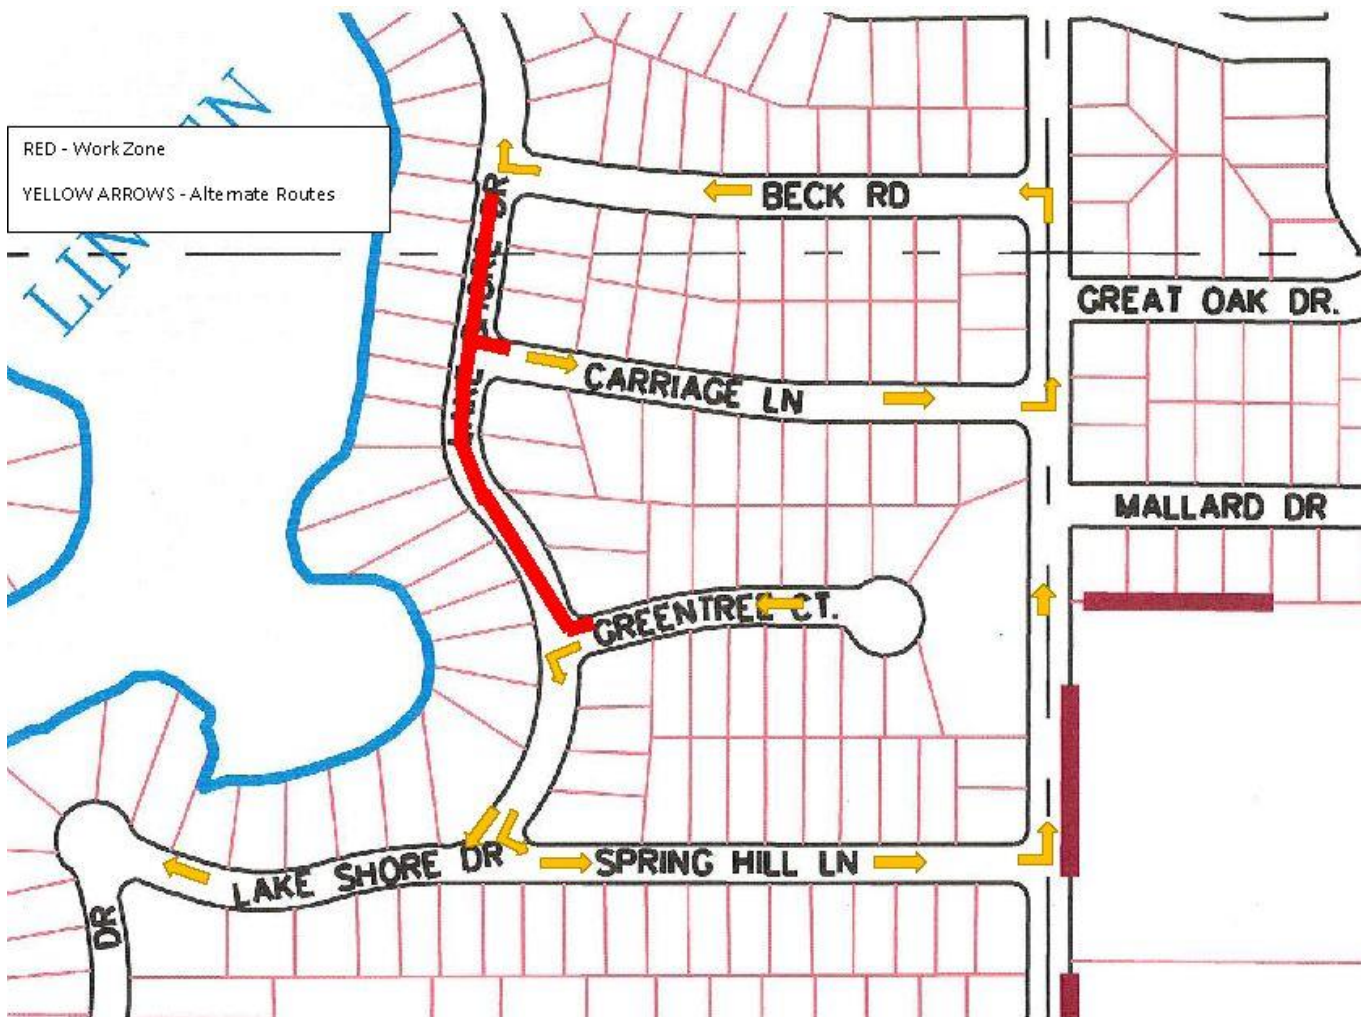 RED - Work Zone
YELLOW ARROWS - Alternate Routes
BECK RD
GREAT OAK DR.
CARRIAGE LN
MALLARD DR
GREENTREE CT.
LAKE SHORE DR
SPRING HILL LN
DR